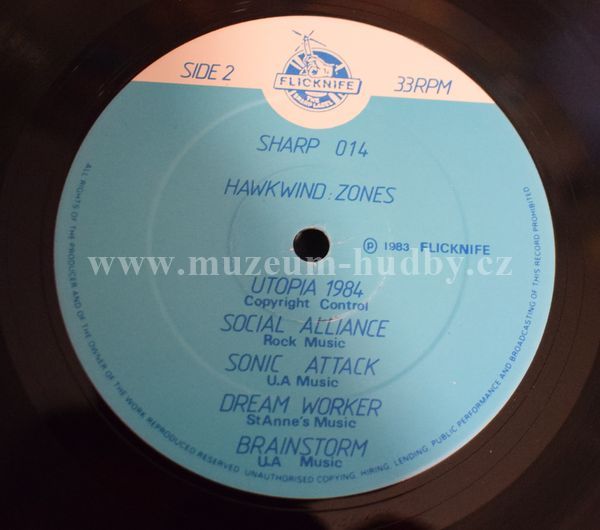 FLICKNIFE
SIDE 2
33RPM
SHARP 014
HAWKWIND : ZONES
℗ 1983 FLICKNIFE
www.muzeum-hudby.cz
UTOPIA 1984
Copyright Control
SOCIAL ALLIANCE
Rock Music
SONIC ATTACK
U.A Music
DREAM WORKER
StAnne's Music
BRAINSTORM
U.A Music
ALL RIGHTS OF THE PRODUCER AND OF THE OWNER OF THE WORK REPRODUCED RESERVED. UNAUTHORISED COPYING, HIRING, LENDING, PUBLIC PERFORMANCE AND BROADCASTING OF THIS RECORD PROHIBITED